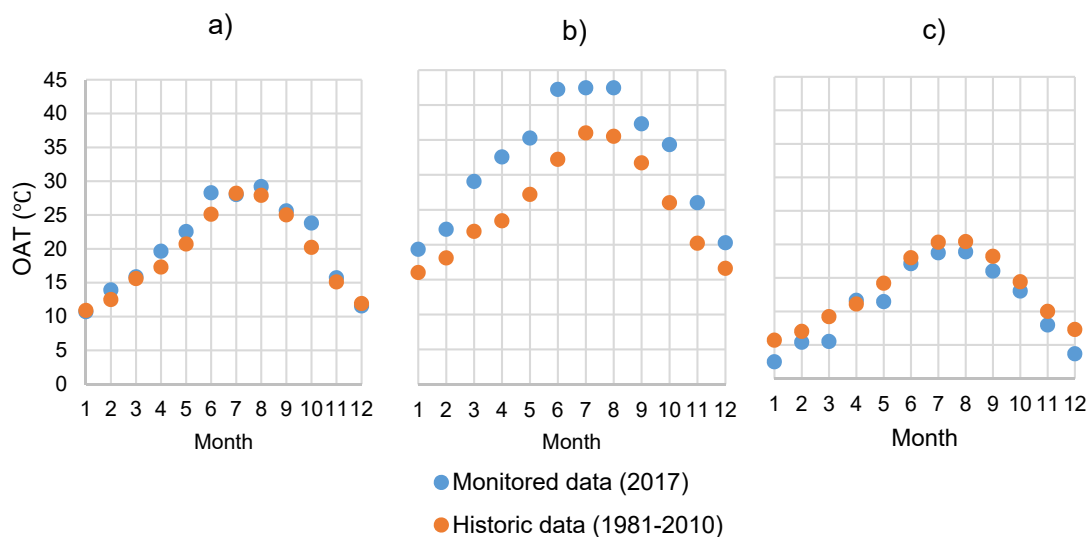 a)
b)
c)
OAT (℃)
45
40
35
30
25
20
15
10
5
0
1 2 3 4 5 6 7 8 9 10 11 12
Month
1 2 3 4 5 6 7 8 9 10 11 12
Month
1 2 3 4 5 6 7 8 9 10 11 12
Month
Monitored data (2017)
Historic data (1981-2010)